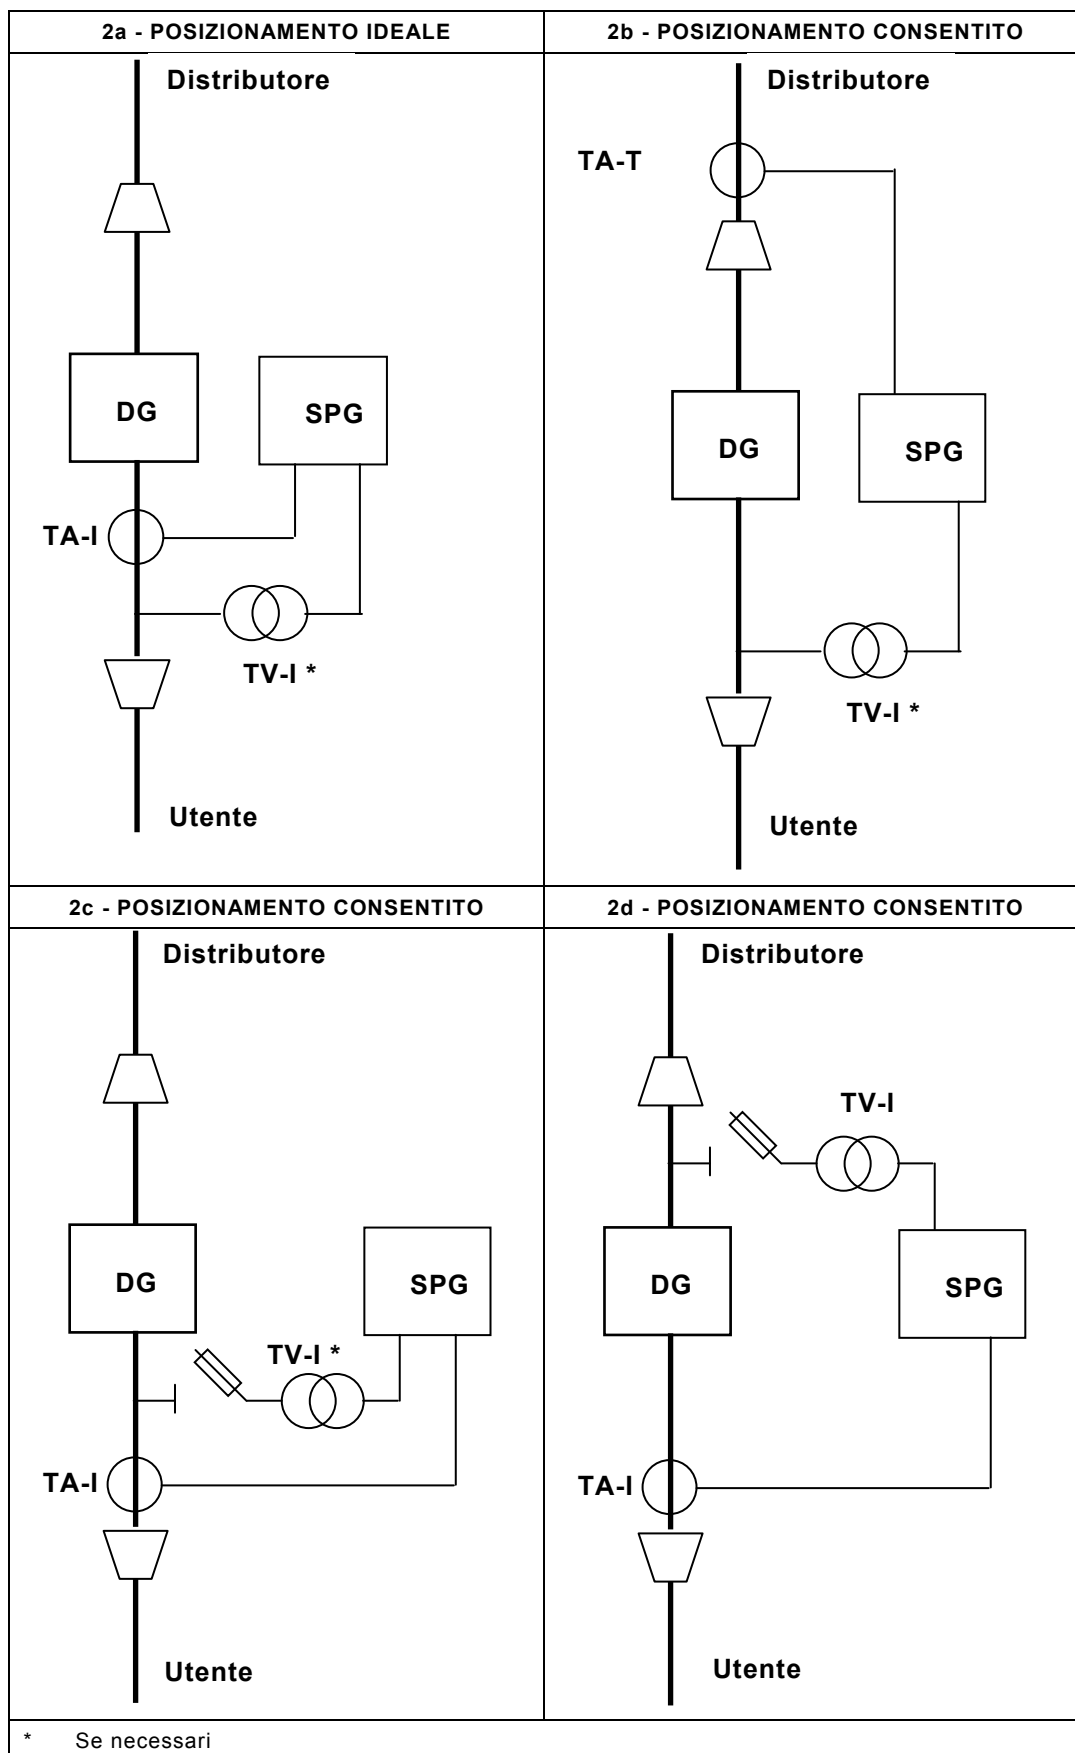 2a - POSIZIONAMENTO IDEALE
Distributore
DG
SPG
TA-I
TV-I *
Utente
2b - POSIZIONAMENTO CONSENTITO
Distributore
TA-T
DG
SPG
TV-I *
Utente
2c - POSIZIONAMENTO CONSENTITO
Distributore
DG
SPG
TV-I *
TA-I
Utente
2d - POSIZIONAMENTO CONSENTITO
Distributore
TV-I
DG
SPG
TA-I
Utente
* Se necessari